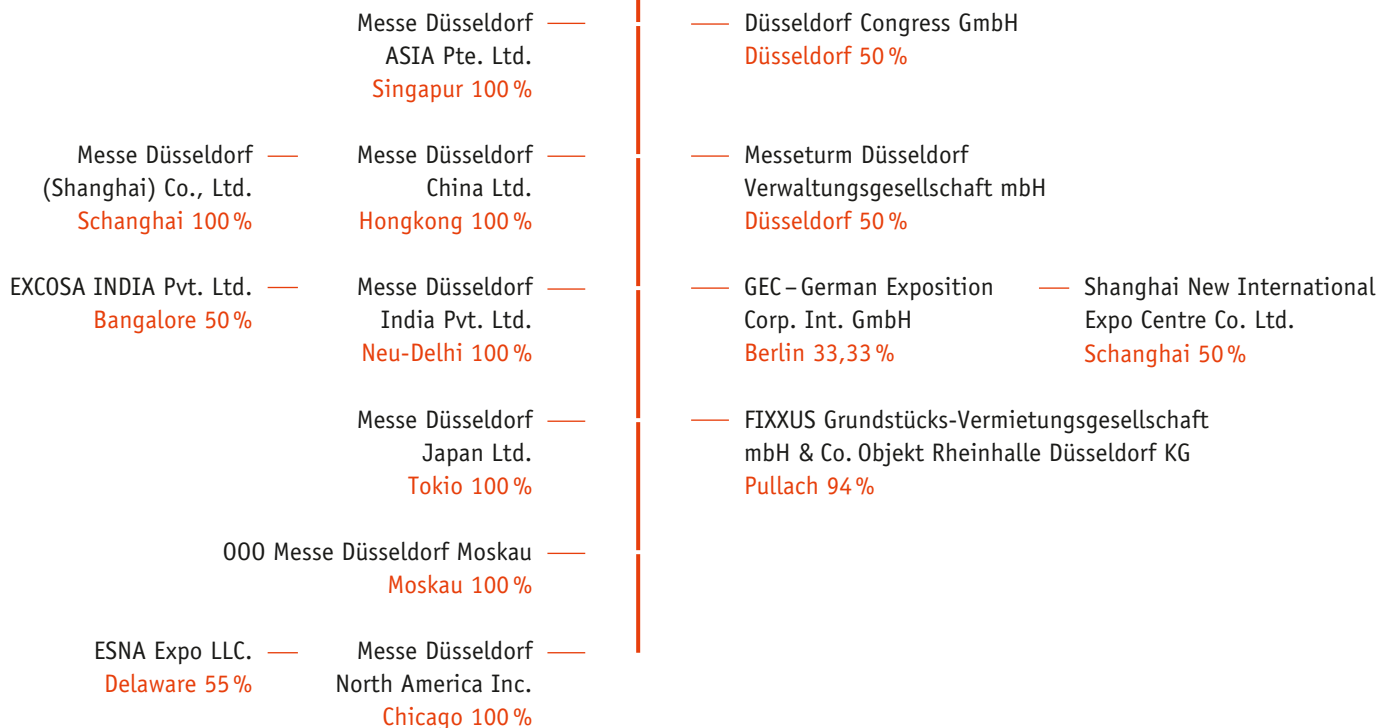 Messe Düsseldorf
ASIA Pte. Ltd.
Singapur 100 %
Düsseldorf Congress GmbH
Düsseldorf 50 %
Messe Düsseldorf
(Shanghai) Co., Ltd.
Schanghai 100 %
Messe Düsseldorf
China Ltd.
Hongkong 100 %
Messeturm Düsseldorf
Verwaltungsgesellschaft mbH
Düsseldorf 50 %
EXCOSA INDIA Pvt. Ltd.
Bangalore 50 %
Messe Düsseldorf
India Pvt. Ltd.
Neu-Delhi 100 %
GEC – German Exposition
Corp. Int. GmbH
Berlin 33,33 %
Shanghai New International
Expo Centre Co. Ltd.
Schanghai 50 %
Messe Düsseldorf
Japan Ltd.
Tokio 100 %
FIXXUS Grundstücks-Vermietungsgesellschaft
mbH & Co. Objekt Rheinhalle Düsseldorf KG
Pullach 94 %
OOO Messe Düsseldorf Moskau
Moskau 100 %
ESNA Expo LLC.
Delaware 55 %
Messe Düsseldorf
North America Inc.
Chicago 100 %